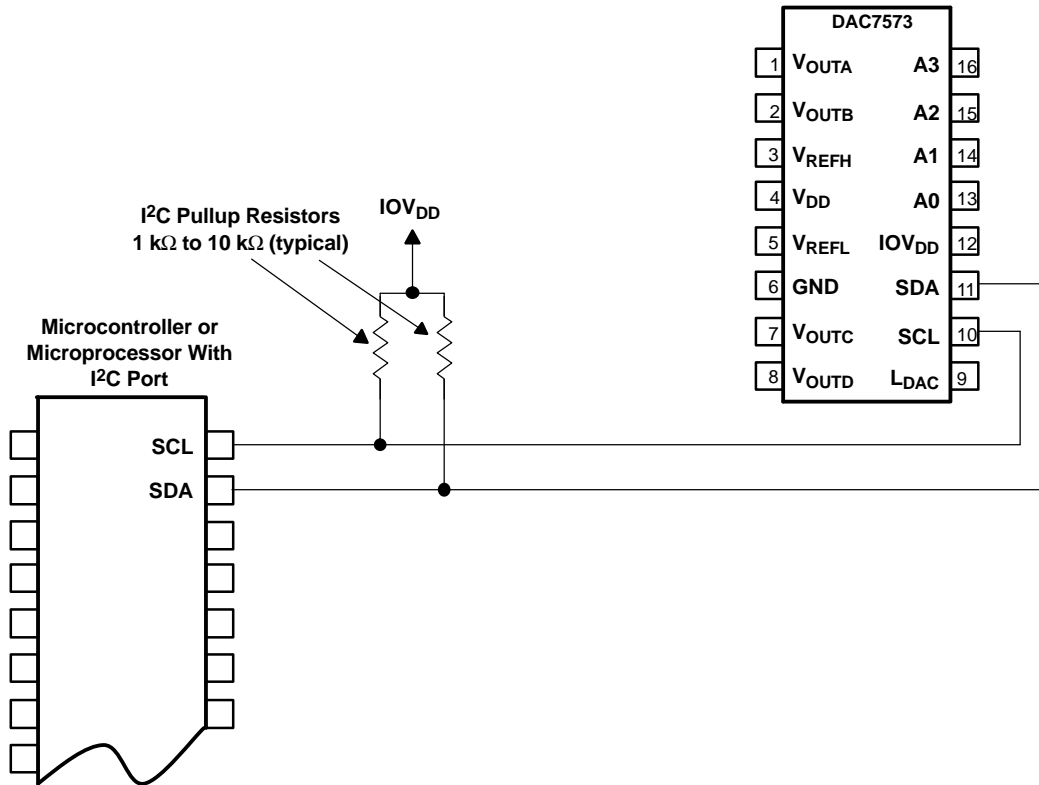 DAC7573
1 VOUTA A3 16
2 VOUTB A2 15
3 VREFH A1 14
4 VDD A0 13
5 VREFL IOVDD 12
6 GND SDA 11
7 VOUTC SCL 10
8 VOUTD LDAC 9
I2C Pullup Resistors
1 kΩ to 10 kΩ (typical)
IOVDD
Microcontroller or
Microprocessor With
I2C Port
SCL
SDA